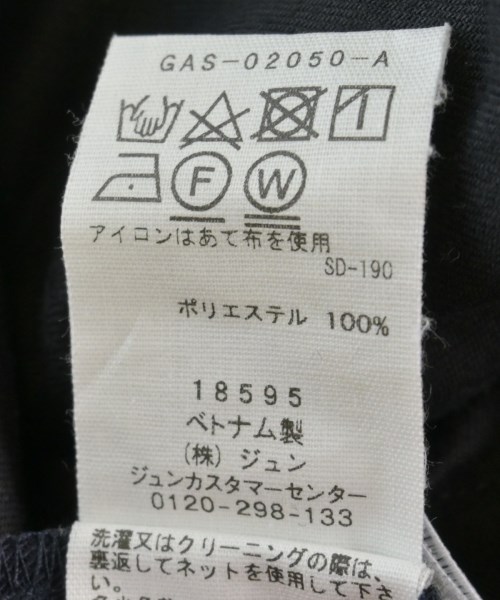 GAS-02050-A
F W
アイロンはあて布を使用
SD-190
ポリエステル 100%
18595
ベトナム製
(株) ジュン
ジュンカスタマーセンター
0120-298-133
洗濯又はクリーニングの際は、
裏返してネットを使用して下さ
い。